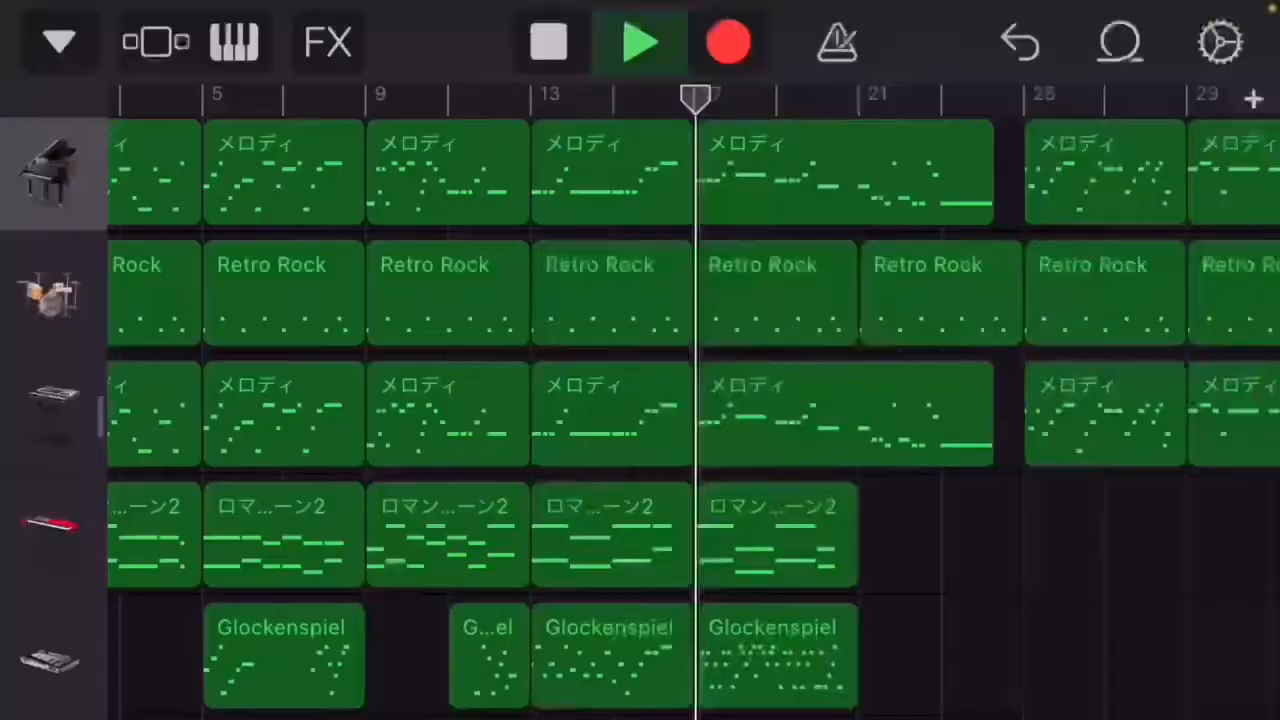 FX
5 9 13 21 25 29
メロディ メロディ メロディ メロディ メロディ メロディ
Rock Retro Rock Retro Rock Retro Rock Retro Rock Retro Rock Retro Rock Retro R
メロディ メロディ メロディ メロディ メロディ メロディ
...ーン2 ロマ...ーン2 ロマン...ーン2 ロマ...ーン2 ロマン...ーン2
Glockenspiel G...el Glockenspiel Glockenspiel